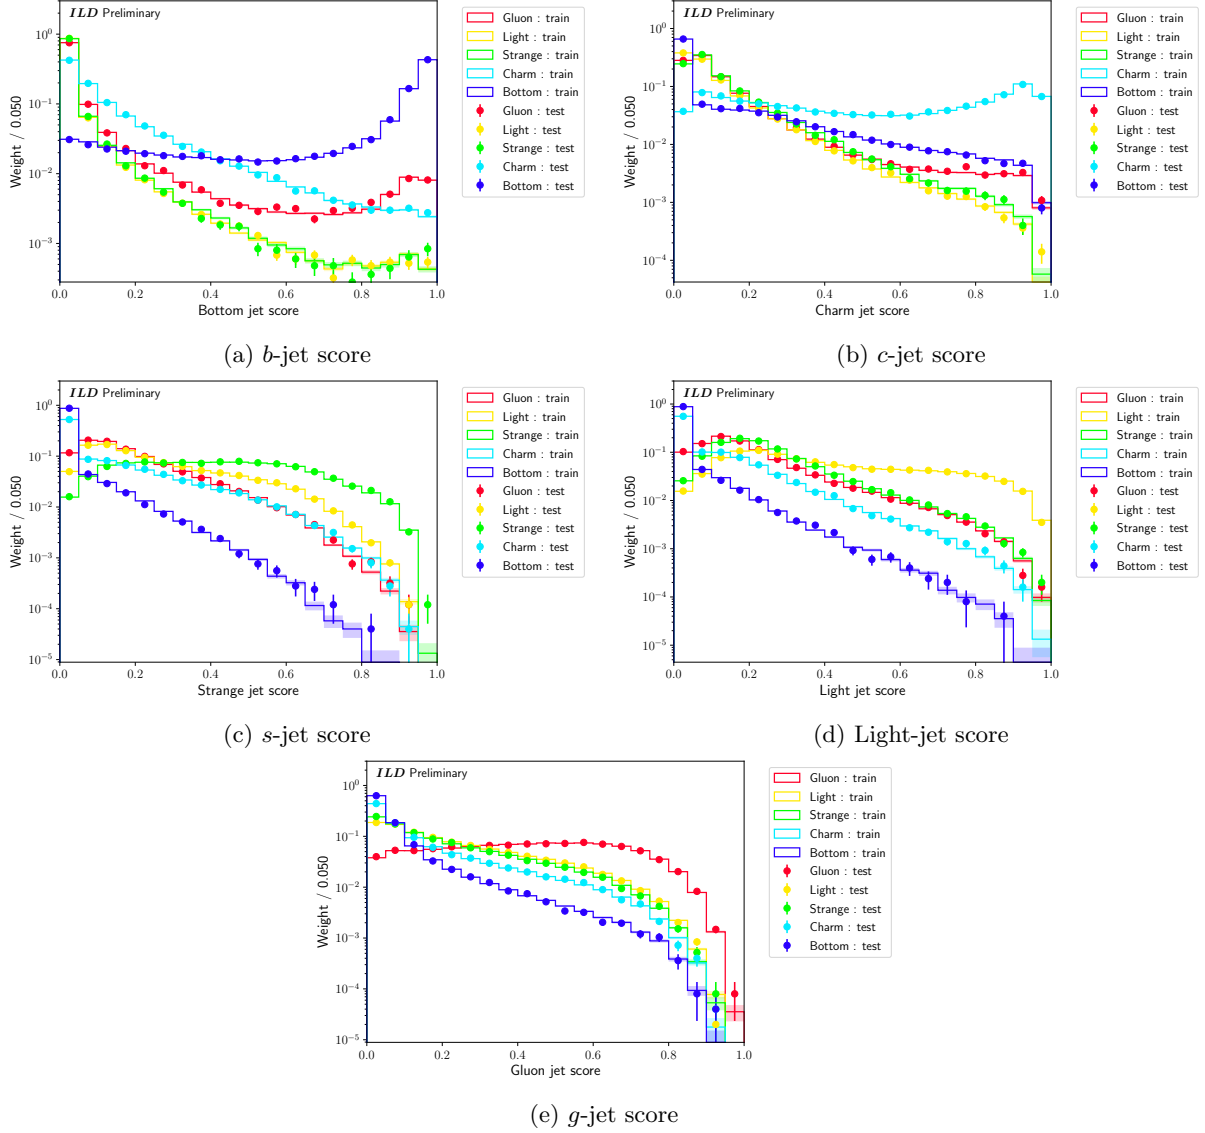 ILD Preliminary
Weight / 0.050
10⁰
10⁻¹
10⁻²
10⁻³
0.0 0.2 0.4 0.6 0.8 1.0
Bottom jet score
Gluon : train
Light : train
Strange : train
Charm : train
Bottom : train
Gluon : test
Light : test
Strange : test
Charm : test
Bottom : test
(a) b-jet score
ILD Preliminary
Weight / 0.050
10⁰
10⁻¹
10⁻²
10⁻³
10⁻⁴
0.0 0.2 0.4 0.6 0.8 1.0
Charm jet score
Gluon : train
Light : train
Strange : train
Charm : train
Bottom : train
Gluon : test
Light : test
Strange : test
Charm : test
Bottom : test
(b) c-jet score
ILD Preliminary
Weight / 0.050
10⁰
10⁻¹
10⁻²
10⁻³
10⁻⁴
10⁻⁵
0.0 0.2 0.4 0.6 0.8 1.0
Strange jet score
Gluon : train
Light : train
Strange : train
Charm : train
Bottom : train
Gluon : test
Light : test
Strange : test
Charm : test
Bottom : test
(c) s-jet score
ILD Preliminary
Weight / 0.050
10⁰
10⁻¹
10⁻²
10⁻³
10⁻⁴
10⁻⁵
0.0 0.2 0.4 0.6 0.8 1.0
Light jet score
Gluon : train
Light : train
Strange : train
Charm : train
Bottom : train
Gluon : test
Light : test
Strange : test
Charm : test
Bottom : test
(d) Light-jet score
ILD Preliminary
Weight / 0.050
10⁰
10⁻¹
10⁻²
10⁻³
10⁻⁴
10⁻⁵
0.0 0.2 0.4 0.6 0.8 1.0
Gluon jet score
Gluon : train
Light : train
Strange : train
Charm : train
Bottom : train
Gluon : test
Light : test
Strange : test
Charm : test
Bottom : test
(e) g-jet score